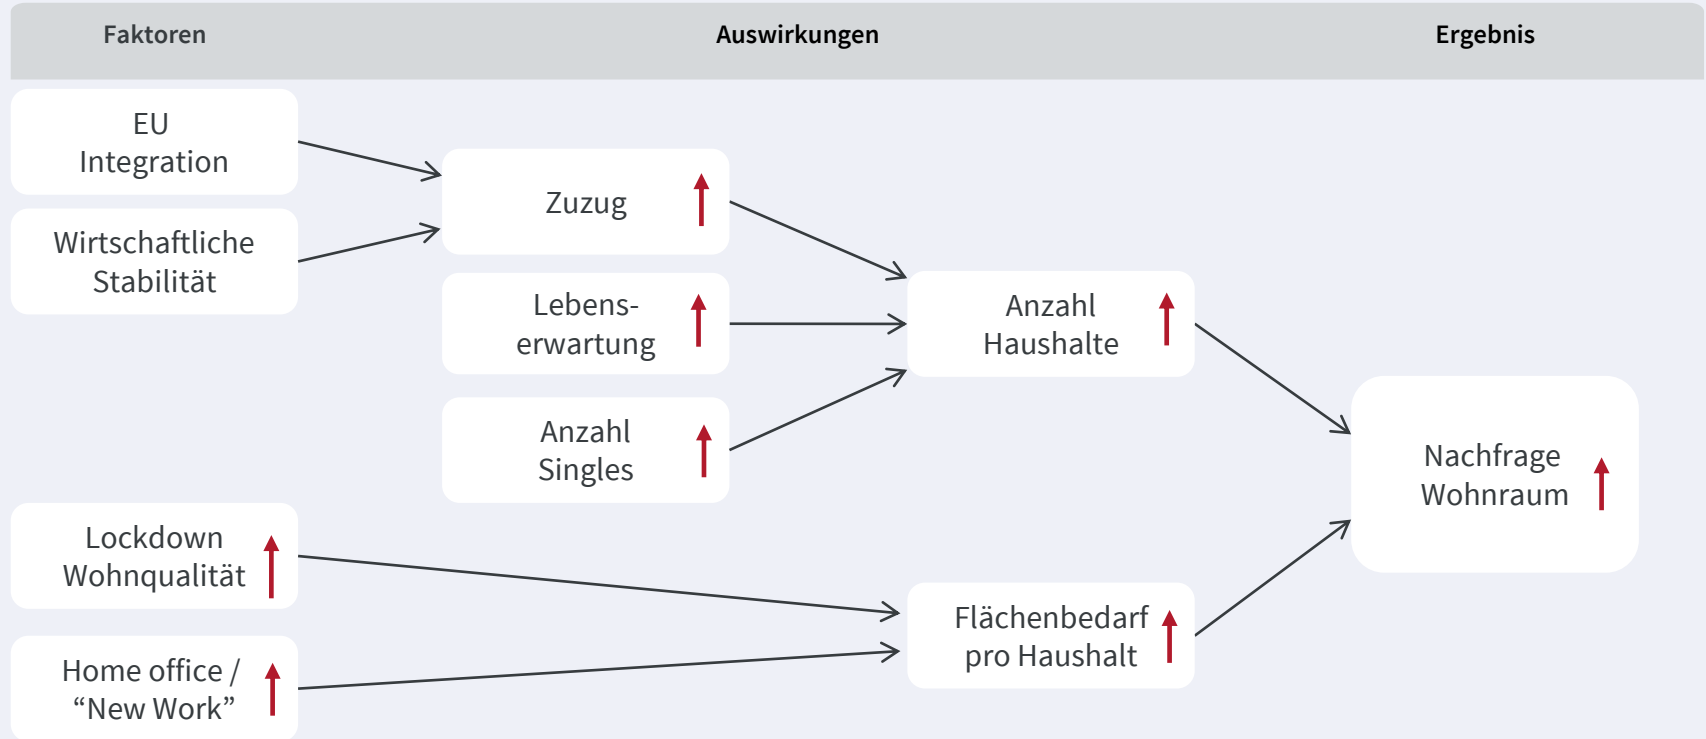 Faktoren
Auswirkungen
Ergebnis
EU
Integration
Wirtschaftliche
Stabilität
Zuzug
Lebens-
erwartung
Anzahl
Singles
Anzahl
Haushalte
Nachfrage
Wohnraum
Lockdown
Wohnqualität
Home office /
“New Work”
Flächenbedarf
pro Haushalt